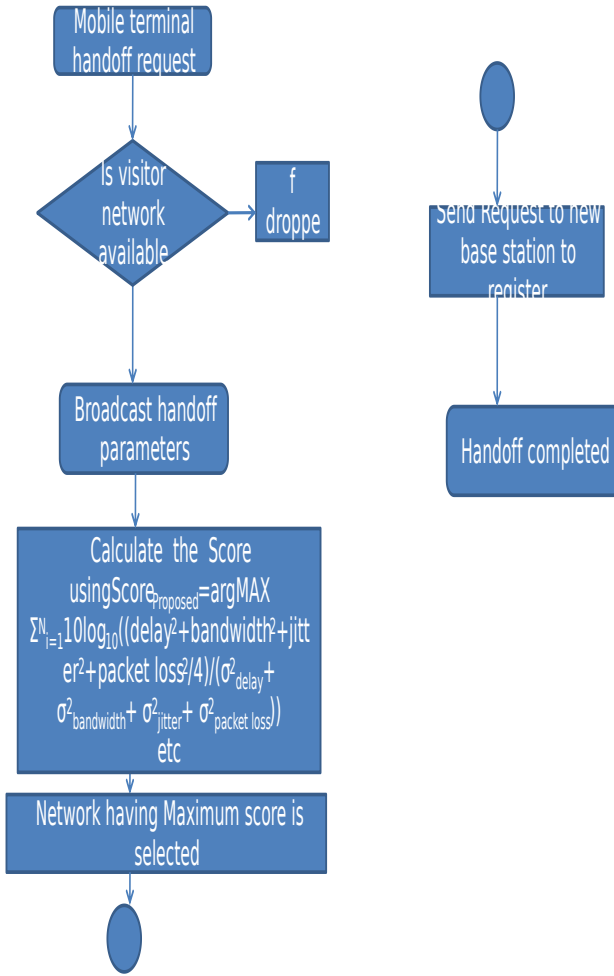 Mobile terminal
handoff request
Is visitor
network
available
f
droppe
Broadcast handoff
parameters
Calculate the Score
usingScoreProposed=argMAX
ΣNi=110log10((delay2+bandwidth2+jitt
er2+packet loss2/4)/(σ2delay+
σ2bandwidth+ σ2jitter+ σ2packet loss))
etc
Network having Maximum score is
selected
Send Request to new
base station to
register
Handoff completed